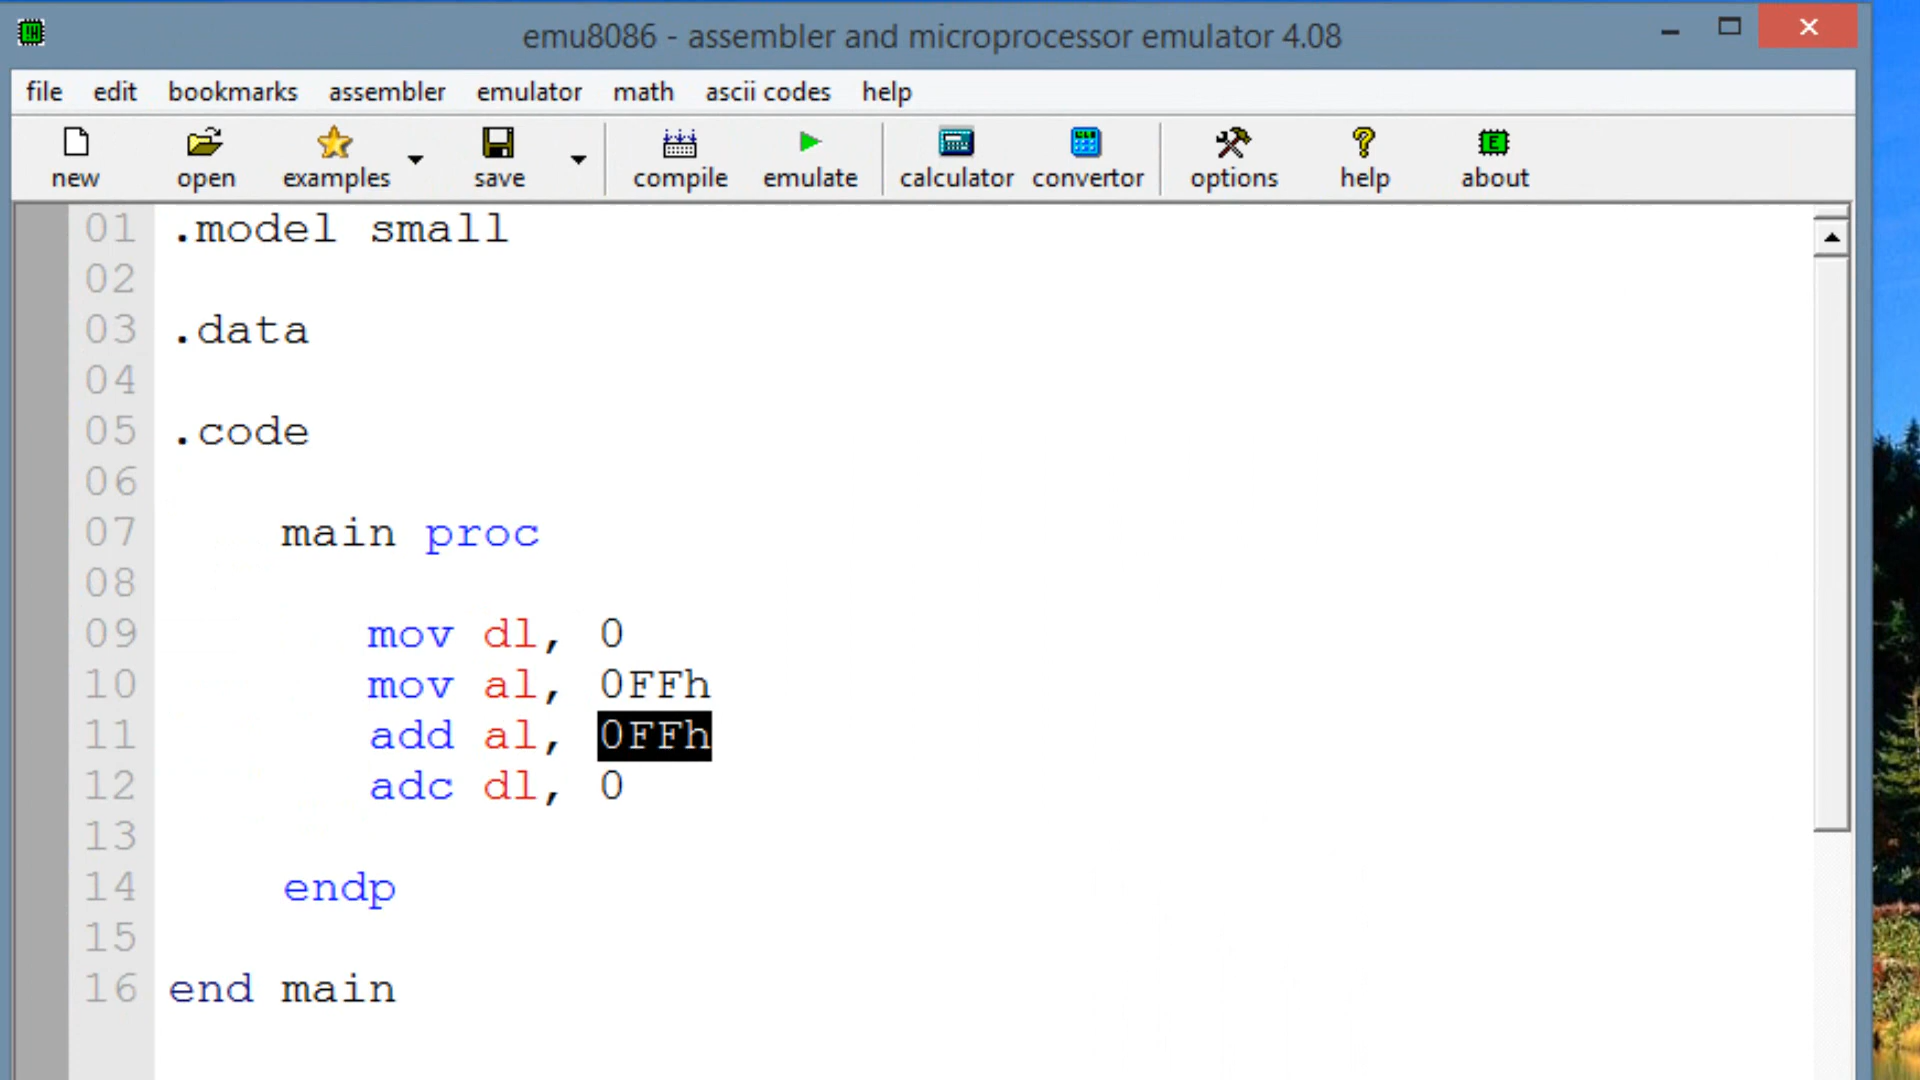 emu8086 - assembler and microprocessor emulator 4.08
file edit bookmarks assembler emulator math ascii codes help
new open examples save compile emulate calculator convertor options help about
01 .model small
02
03 .data
04
05 .code
06
07 main proc
08
09 mov dl, 0
10 mov al, 0FFh
11 add al, 0FFh
12 adc dl, 0
13
14 endp
15
16 end main